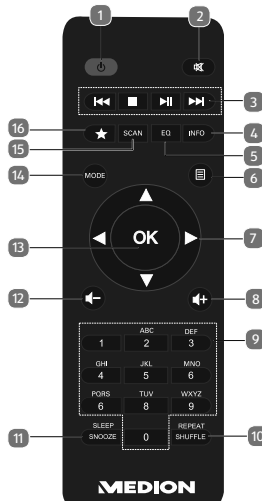 1
2
3
16
SCAN
EQ
INFO
4
15
5
14
MODE
6
13
OK
7
12
8
ABC
DEF
9
1
2
3
GHI
JKL
MNO
4
5
6
PQRS
TUV
WXYZ
6
8
9
11
SLEEP
REPEAT
10
SNOOZE
0
SHUFFLE
MEDION